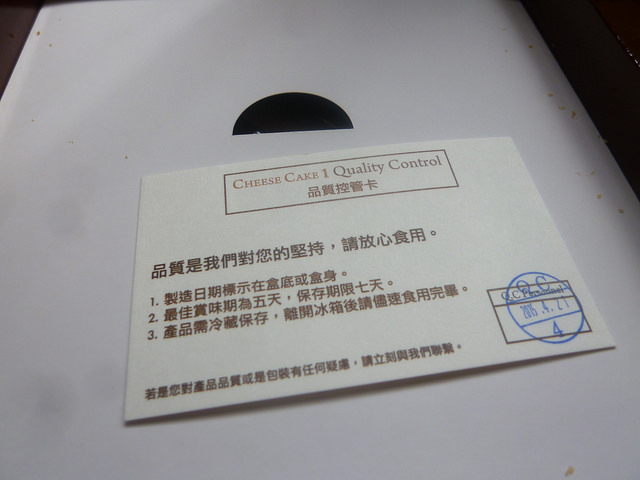 CHEESE CAKE 1 Quality Control
品質控管卡
品質是我們對您的堅持，請放心食用。
1. 製造日期標示在盒底或盒身。
2. 最佳賞味期為五天，保存期限七天。
3. 產品需冷藏保存，離開冰箱後請儘速食用完畢。
Q.C.
Q.C Personnel
4
若是您對產品品質或是包裝有任何疑慮，請立刻與我們聯繫。